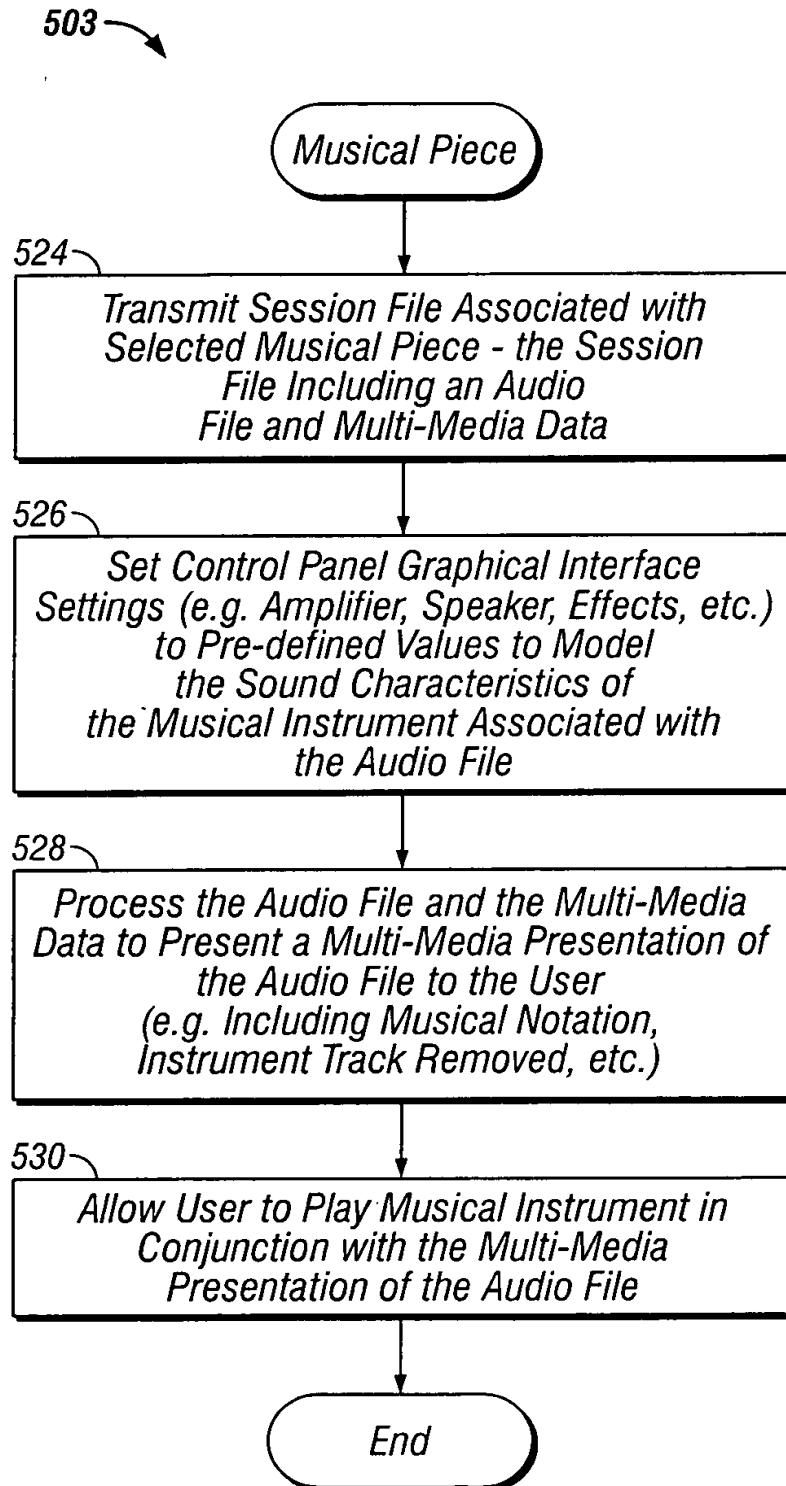 503
Musical Piece
524
Transmit Session File Associated with
Selected Musical Piece - the Session
File Including an Audio
File and Multi-Media Data
526
Set Control Panel Graphical Interface
Settings (e.g. Amplifier, Speaker, Effects, etc.)
to Pre-defined Values to Model
the Sound Characteristics of
the Musical Instrument Associated with
the Audio File
528
Process the Audio File and the Multi-Media
Data to Present a Multi-Media Presentation of
the Audio File to the User
(e.g. Including Musical Notation,
Instrument Track Removed, etc.)
530
Allow User to Play Musical Instrument in
Conjunction with the Multi-Media
Presentation of the Audio File
End